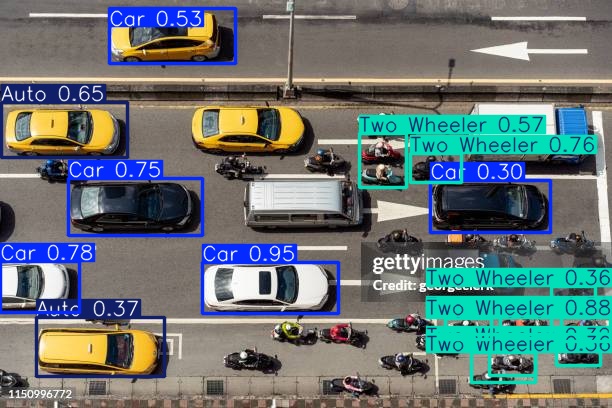 Car 0.53
Auto 0.65
Two Wheeler 0.57
Two Wheeler 0.76
Car 0.75
Car 0.30
Car 0.78
Car 0.95
gettyimages
georgeclerk
Two Wheeler 0.36
Two Wheeler 0.88
Auto 0.37
Two Wheeler 0.36
1150996772